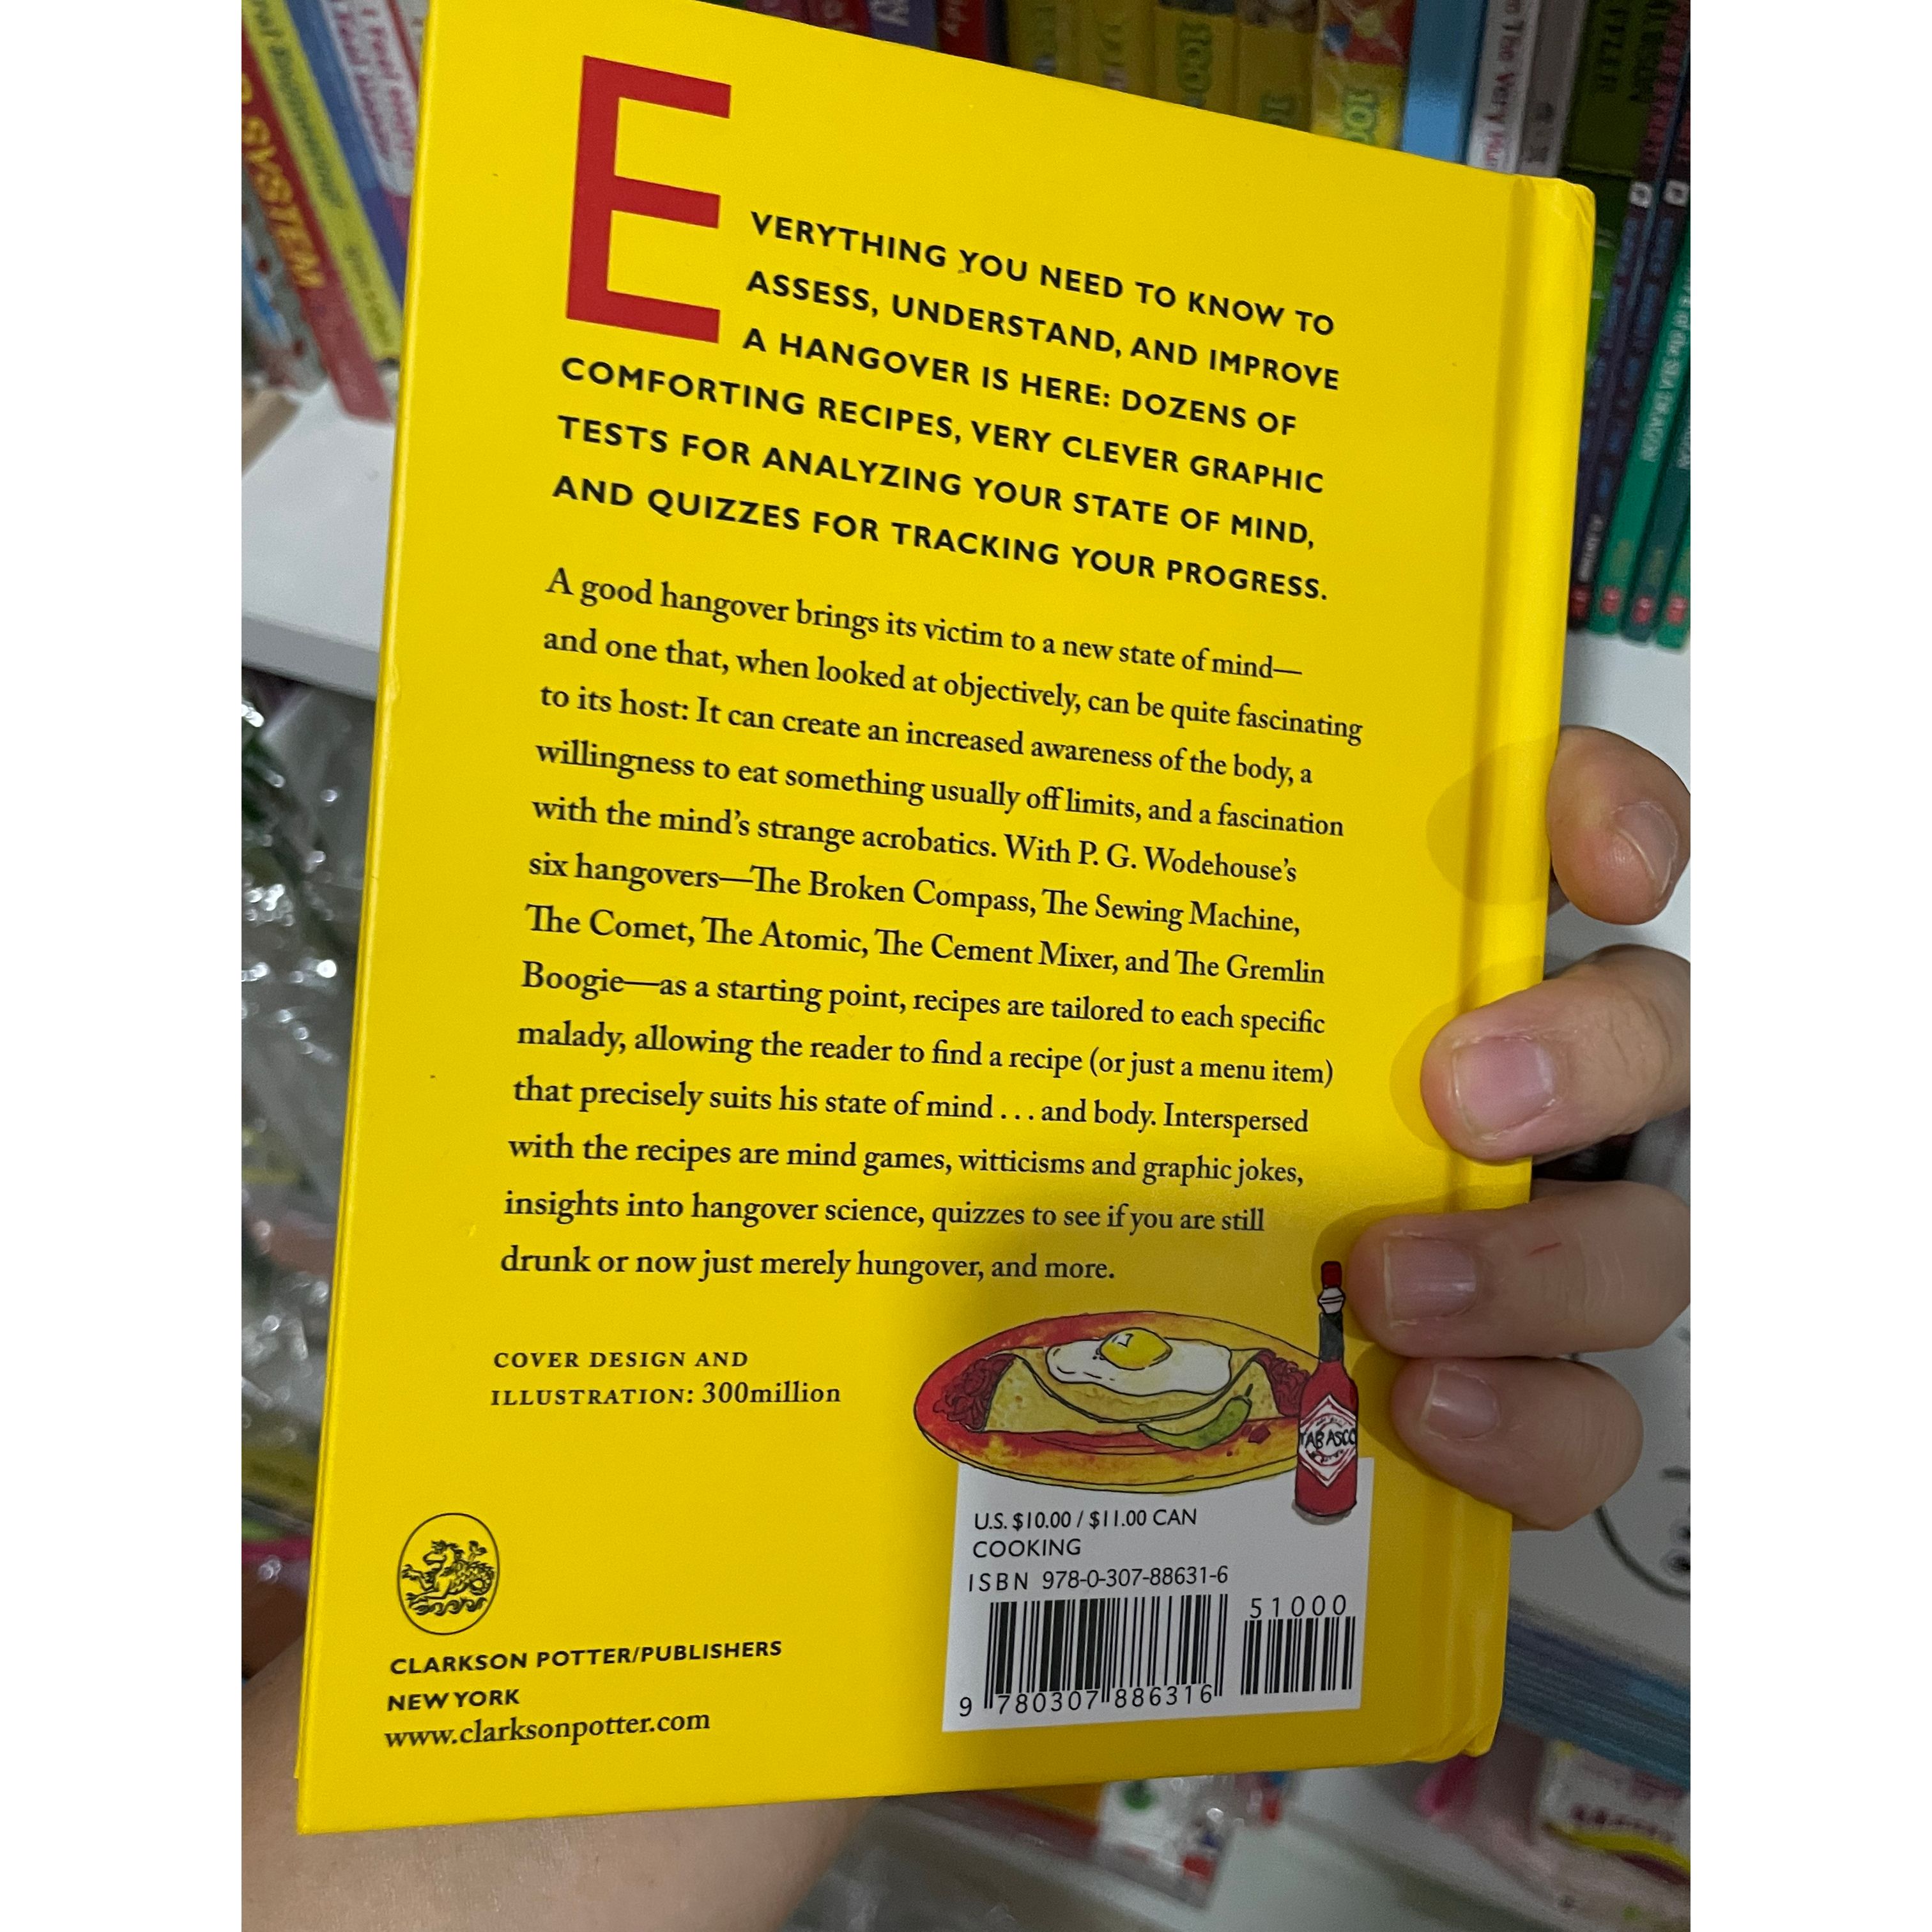 EVERYTHING YOU NEED TO KNOW TO
ASSESS, UNDERSTAND, AND IMPROVE
A HANGOVER IS HERE: DOZENS OF
COMFORTING RECIPES, VERY CLEVER GRAPHIC
TESTS FOR ANALYZING YOUR STATE OF MIND,
AND QUIZZES FOR TRACKING YOUR PROGRESS.
A good hangover brings its victim to a new state of mind—
and one that, when looked at objectively, can be quite fascinating
to its host: It can create an increased awareness of the body, a
willingness to eat something usually off limits, and a fascination
with the mind's strange acrobatics. With P. G. Wodehouse's
six hangovers—The Broken Compass, The Sewing Machine,
The Comet, The Atomic, The Cement Mixer, and The Gremlin
Boogie—as a starting point, recipes are tailored to each specific
malady, allowing the reader to find a recipe (or just a menu item)
that precisely suits his state of mind . . . and body. Interspersed
with the recipes are mind games, witticisms and graphic jokes,
insights into hangover science, quizzes to see if you are still
drunk or now just merely hungover, and more.
COVER DESIGN AND
ILLUSTRATION: 300million
TABASCO
U.S. $10.00 / $11.00 CAN
COOKING
ISBN 978-0-307-88631-6
51000
9 780307 886316
CLARKSON POTTER/PUBLISHERS
NEW YORK
www.clarksonpotter.com
SYSTEM